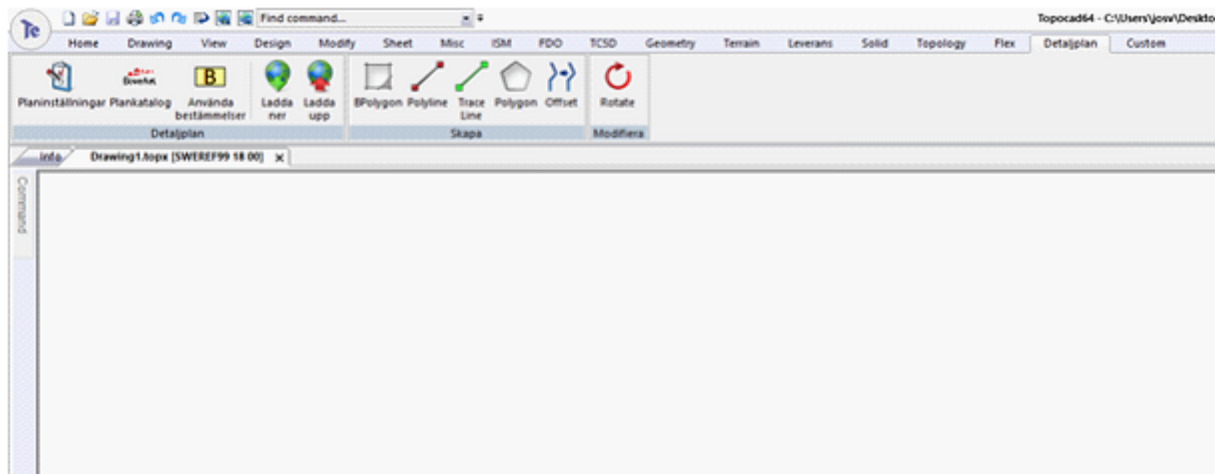 Te
Find command...
Topocad64 - C:\Users\josv\Deskto
Home Drawing View Design Modify Sheet Misc ISM FDO TCSD Geometry Terrain Leverans Solid Topology Flex Detaljplan Custom
B
Planinställningar Plankatalog Använda bestämmelser Ladda ner Ladda upp BPolygon Polyline Trace Line Polygon Offset Rotate
Detaljplan Skapa Modifiera
Info Drawing1.topx [SWEREF99 18 00] x
Command